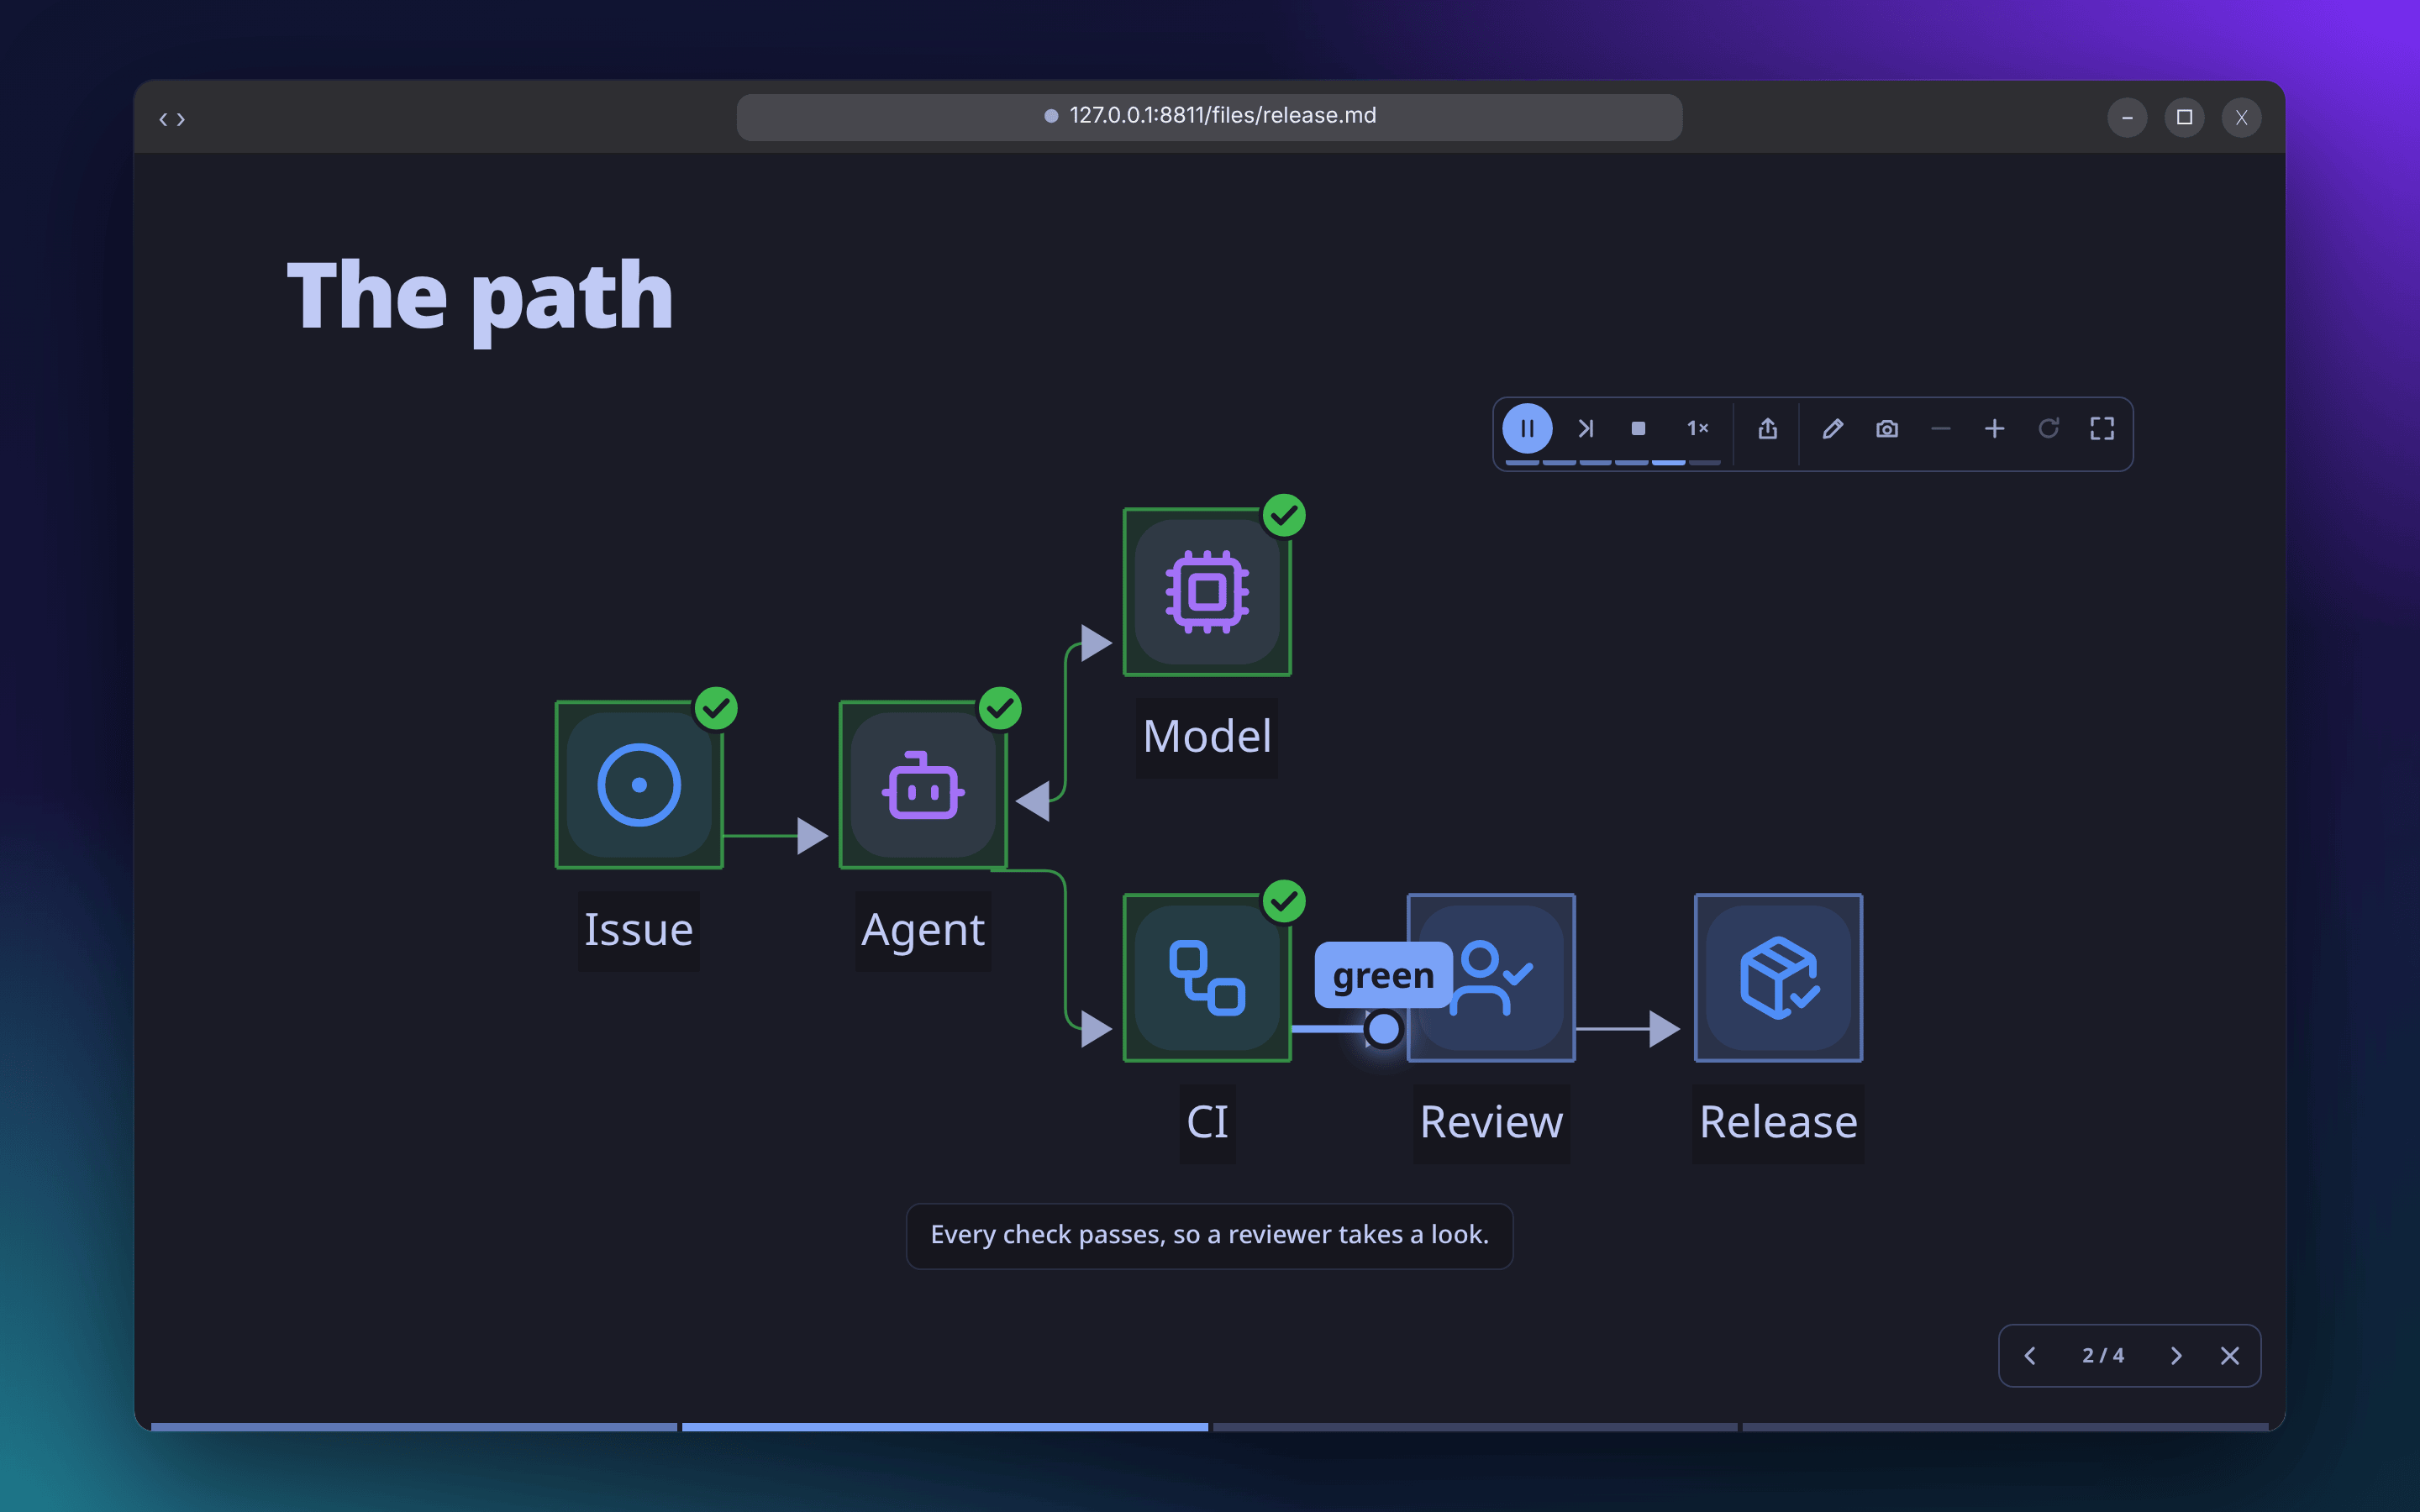 127.0.0.1:8811/files/release.md
The path
1×
Model
Issue
Agent
green
CI
Review
Release
Every check passes, so a reviewer takes a look.
2 / 4